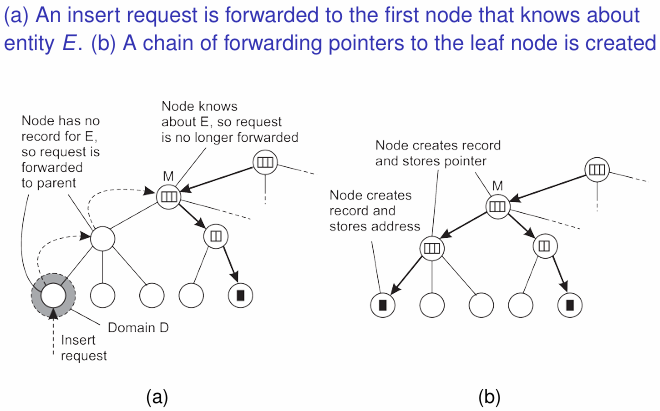 (a) An insert request is forwarded to the first node that knows about
entity E. (b) A chain of forwarding pointers to the leaf node is created
Node has no
record for E,
so request is
forwarded
to parent
Node knows
about E, so request
is no longer forwarded
M
Domain D
Insert
request
(a)
Node creates record
and stores pointer
M
Node creates
record and
stores address
(b)